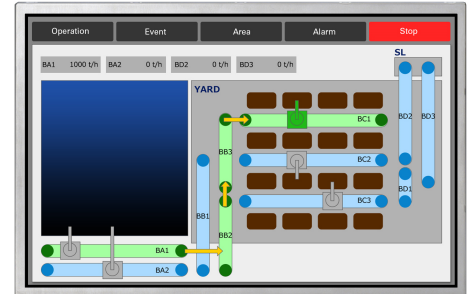 Operation Event Area Alarm Stop
SL
BA1 1000 t/h BA2 0 t/h BD2 0 t/h BD3 0 t/h
YARD
BC1
BD2 BD3
BB3
BC2
BD1
BC3
BB1
BB2
BA1
BA2